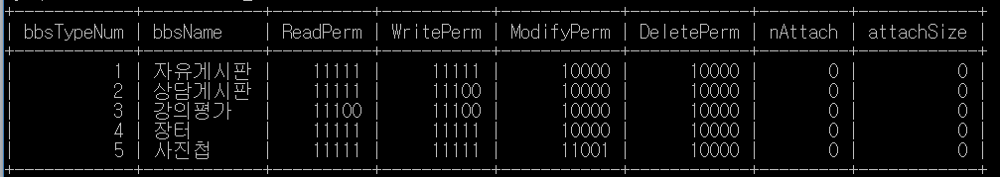 bbsTypeNum | bbsName | ReadPerm | WritePerm | ModifyPerm | DeletePerm | nAttach | attachSize
1 | 자유게시판 | 11111 | 11111 | 10000 | 10000 | 0 | 0
2 | 상담게시판 | 11111 | 11100 | 10000 | 10000 | 0 | 0
3 | 강의평가 | 11100 | 11100 | 10000 | 10000 | 0 | 0
4 | 장터 | 11111 | 11111 | 10000 | 10000 | 0 | 0
5 | 사진첩 | 11111 | 11111 | 11001 | 10000 | 0 | 0